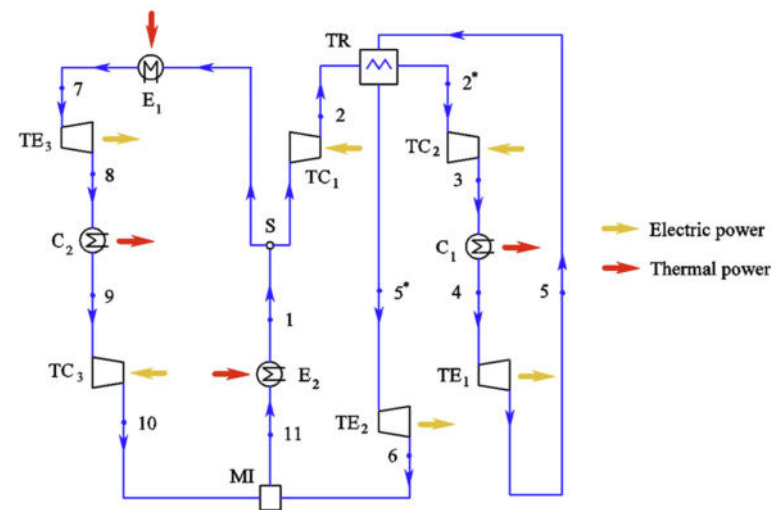 TR
E₁
7
2
2*
TE₃
TC₂
TC₁
8
3
S
C₂
C₁
Electric power
Thermal power
9
1
5*
4
5
TC₃
E₂
TE₁
10
11
TE₂
6
MI